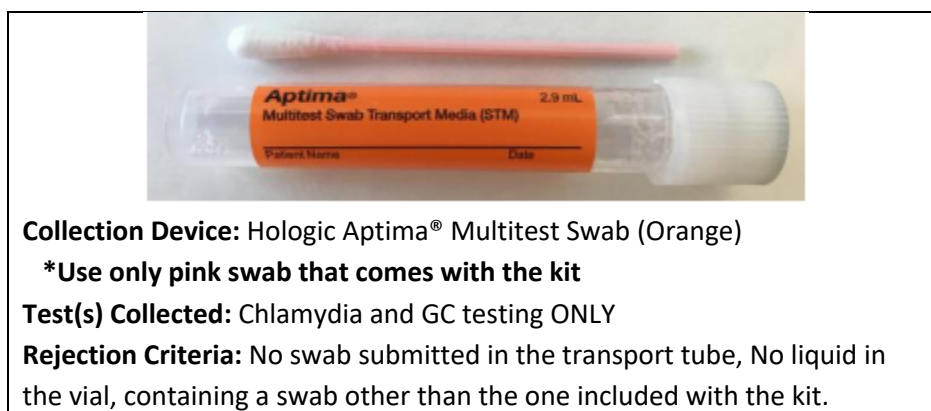 Aptima® 2.9 mL
Multitest Swab Transport Media (STM)
Patient Name Date
Collection Device: Hologic Aptima® Multitest Swab (Orange)
*Use only pink swab that comes with the kit
Test(s) Collected: Chlamydia and GC testing ONLY
Rejection Criteria: No swab submitted in the transport tube, No liquid in
the vial, containing a swab other than the one included with the kit.